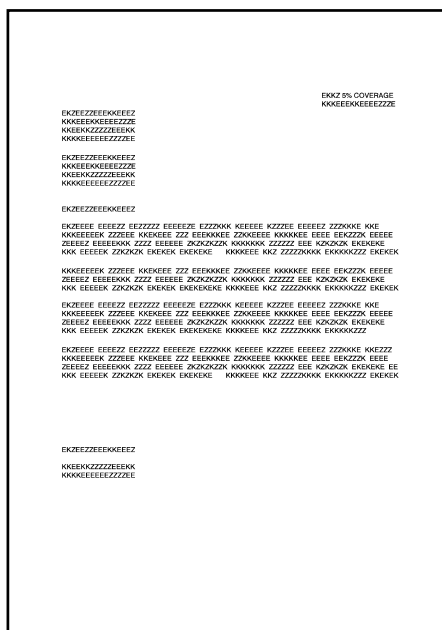 EKKZ 5% COVERAGE
KKKEEEKKEEEEZZZE
EKZEEZZEEEKKEEEZ
KKKEEEKKEEEEZZZE
KKEEKKZZZZZEEEKK
KKKKEEEEEEZZZZEE
EKZEEZZEEEKKEEEZ
KKKEEEKKEEEEZZZE
KKEEKKZZZZZEEEKK
KKKKEEEEEEZZZZEE
EKZEEZZEEEKKEEEZ
EKZEEEE EEEEZZ EEZZZZZ EEEEEZE EZZZKKK KEEEEE KZZZEE EEEEEZ ZZZKKKE KKE
KKKEEEEEK ZZZEEE KKEKEEE ZZZ EEEKKKEE ZZKKEEEE KKKKKEE EEEE EEKZZZK EEEEE
ZEEEEZ EEEEEKKK ZZZZ EEEEEE ZKZKZKZZK KKKKKKK ZZZZZZ EEE KZKZKZK EKEKEKE
KKK EEEEEK ZZKZKZK EKEKEK EKEKEKE KKKKEEE KKZ ZZZZZKKKK EKKKKKZZZ EKEKEK
KKKEEEEEK ZZZEEE KKEKEEE ZZZ EEEKKKEE ZZKKEEEE KKKKKEE EEEE EEKZZZK EEEEE
ZEEEEZ EEEEEKKK ZZZZ EEEEEE ZKZKZKZZK KKKKKKK ZZZZZZ EEE KZKZKZK EKEKEKE
KKK EEEEEK ZZKZKZK EKEKEK EKEKEKEKE KKKKEEE KKZ ZZZZZKKKK EKKKKKZZZ EKEKEK
EKZEEEE EEEEZZ EEZZZZZ EEEEEZE EZZZKKK KEEEEE KZZZEE EEEEEZ ZZZKKKE KKE
KKKEEEEEK ZZZEEE KKEKEEE ZZZ EEEKKKEE ZZKKEEEE KKKKKEE EEEE EEKZZZK EEEEE
ZEEEEZ EEEEEKKK ZZZZ EEEEEE ZKZKZKZZK KKKKKKK ZZZZZZ EEE KZKZKZK EKEKEKE
KKK EEEEEK ZZKZKZK EKEKEK EKEKEKEKE KKKKEEE KKZ ZZZZZKKKK EKKKKKZZZ
EKZEEEE EEEEZZ EEZZZZZ EEEEEZE EZZZKKK KEEEEE KZZZEE EEEEEZ ZZZKKKE KKEZZZ
KKKEEEEEK ZZZEEE KKEKEEE ZZZ EEEKKKEE ZZKKEEEE KKKKKEE EEEE EEKZZZK EEEE
ZEEEEZ EEEEEKKK ZZZZ EEEEEE ZKZKZKZZK KKKKKKK ZZZZZZ EEE KZKZKZK EKEKEKE EE
KKK EEEEEK ZZKZKZK EKEKEK EKEKEKE KKKKEEE KKZ ZZZZZKKKK EKKKKKZZZ EKEKEK
EKZEEZZEEEKKEEEZ
KKEEKKZZZZZEEEKK
KKKKEEEEEEZZZZEE